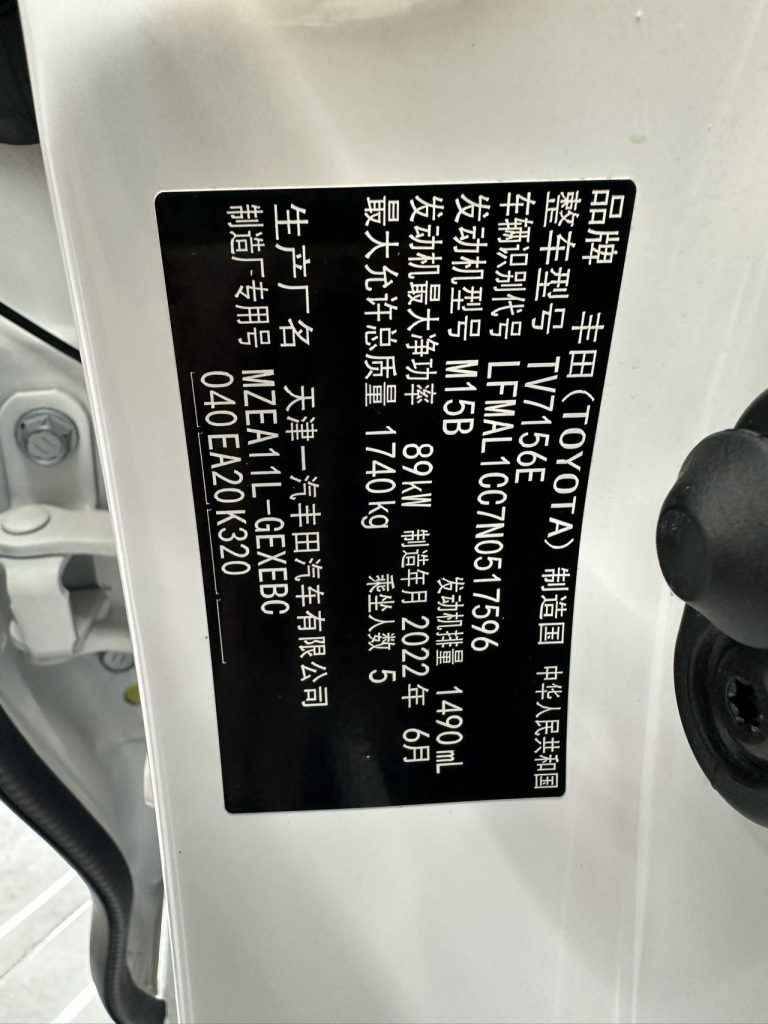 品牌 丰田(TOYOTA) 制造国 中华人民共和国
整车型号 TV7156E
车辆识别代号 LFMAL1CC7N0517596
发动机型号 M15B 发动机排量 1490mL
发动机最大净功率 89kW 制造年月 2022年 6月
最大允许总质量 1740kg 乘坐人数 5
生产厂名 天津一汽丰田汽车有限公司
制造厂专用号 MZEA11L-GEXEBC
040EA20K320